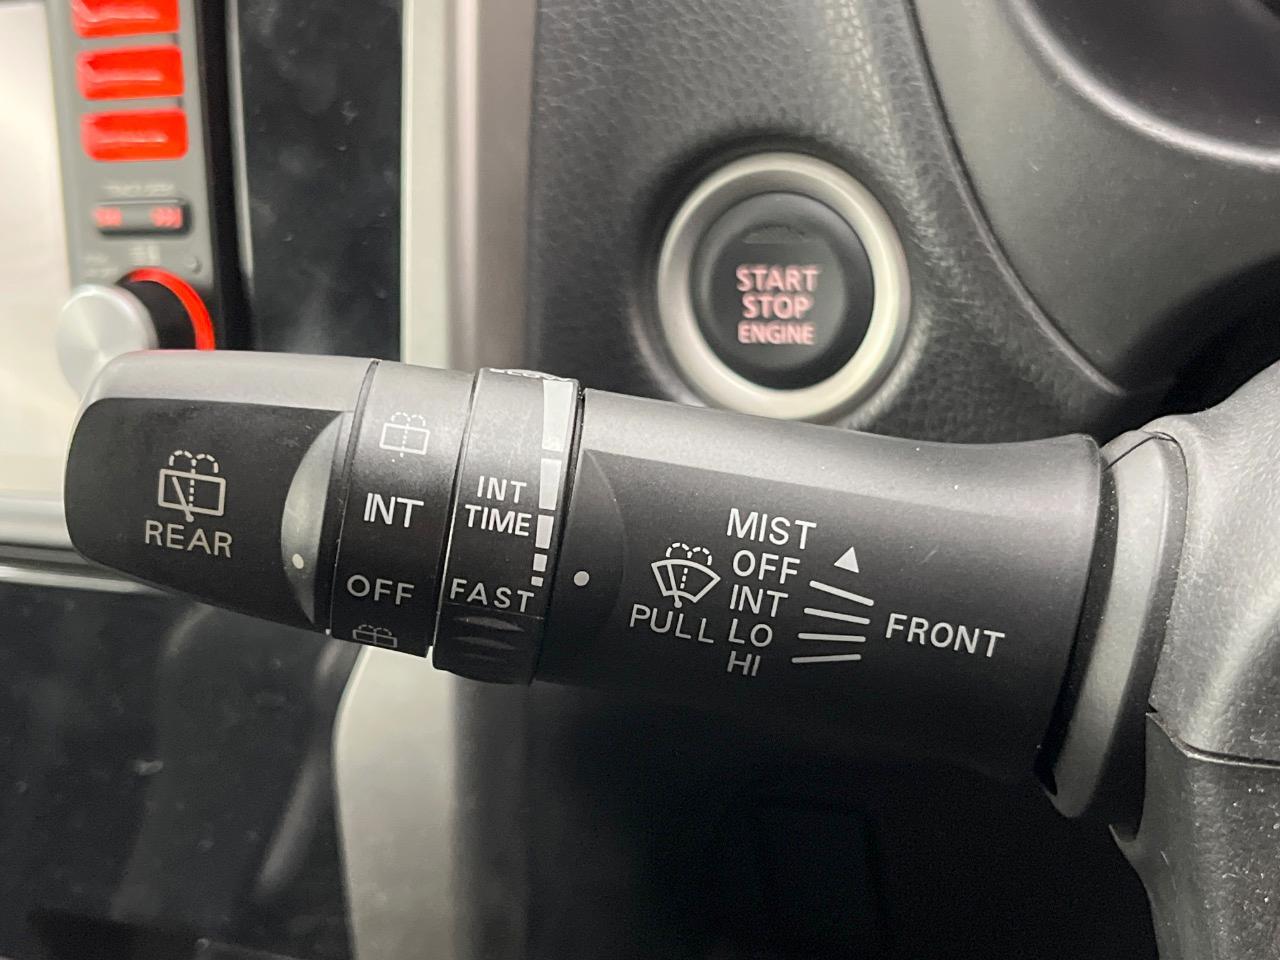 START
STOP
ENGINE
REAR
INT
OFF
INT
TIME
FAST
MIST
OFF
INT
PULL LO
HI
FRONT